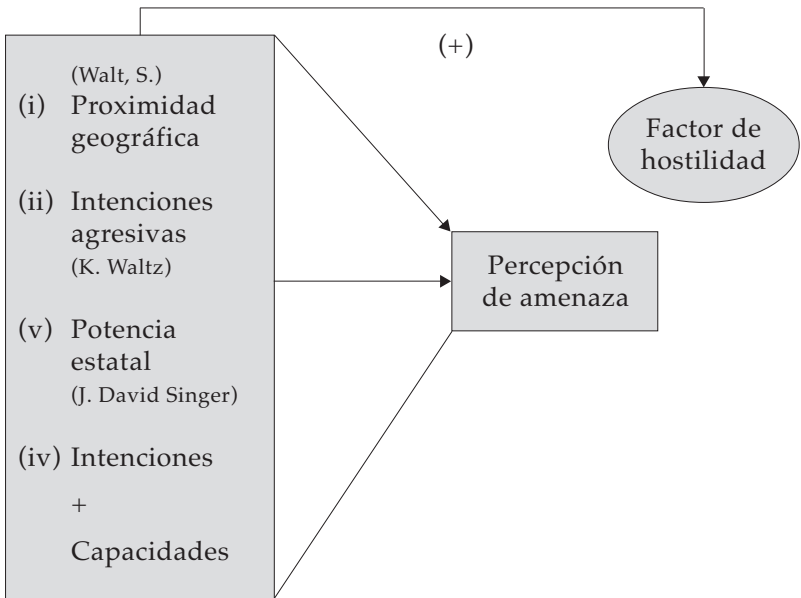 (Walt, S.)
(i) Proximidad
geográfica
(ii) Intenciones
agresivas
(K. Waltz)
(v) Potencia
estatal
(J. David Singer)
(iv) Intenciones
+
Capacidades
(+)
Factor de
hostilidad
Percepción
de amenaza